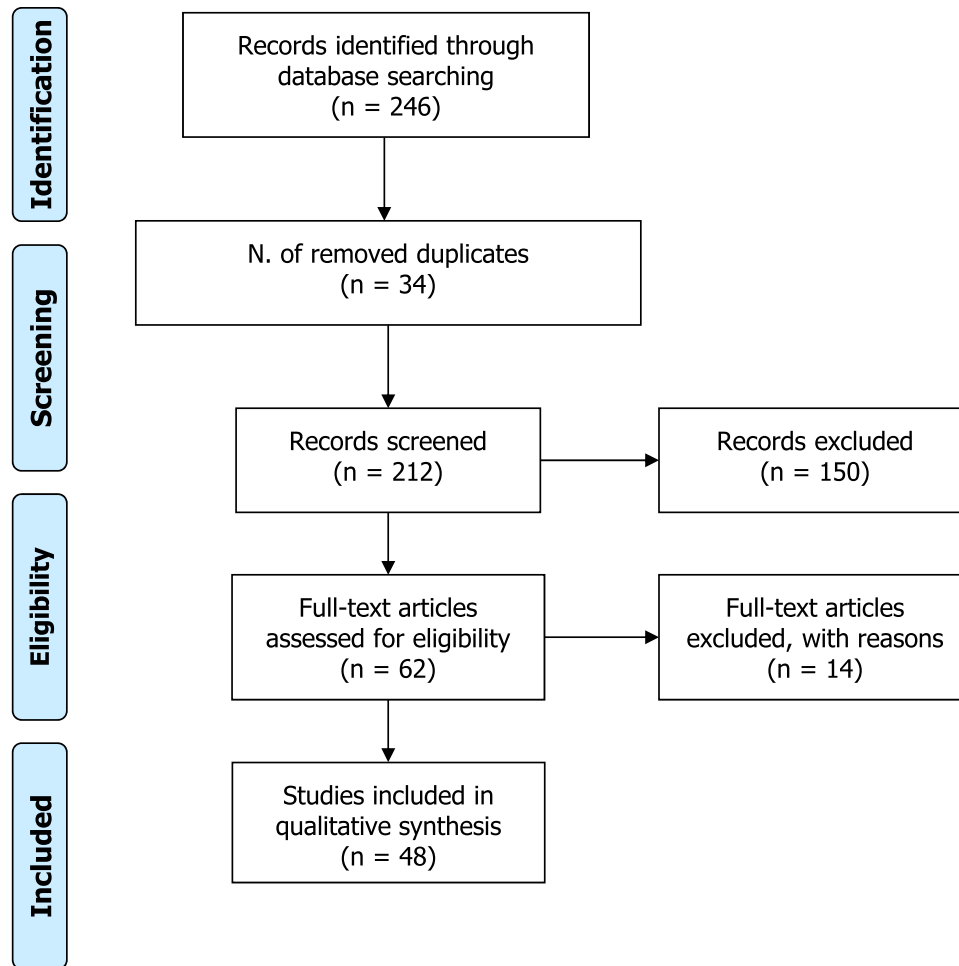 Identification
Records identified through
database searching
(n = 246)
N. of removed duplicates
(n = 34)
Screening
Records screened
(n = 212)
Records excluded
(n = 150)
Eligibility
Full-text articles
assessed for eligibility
(n = 62)
Full-text articles
excluded, with reasons
(n = 14)
Included
Studies included in
qualitative synthesis
(n = 48)